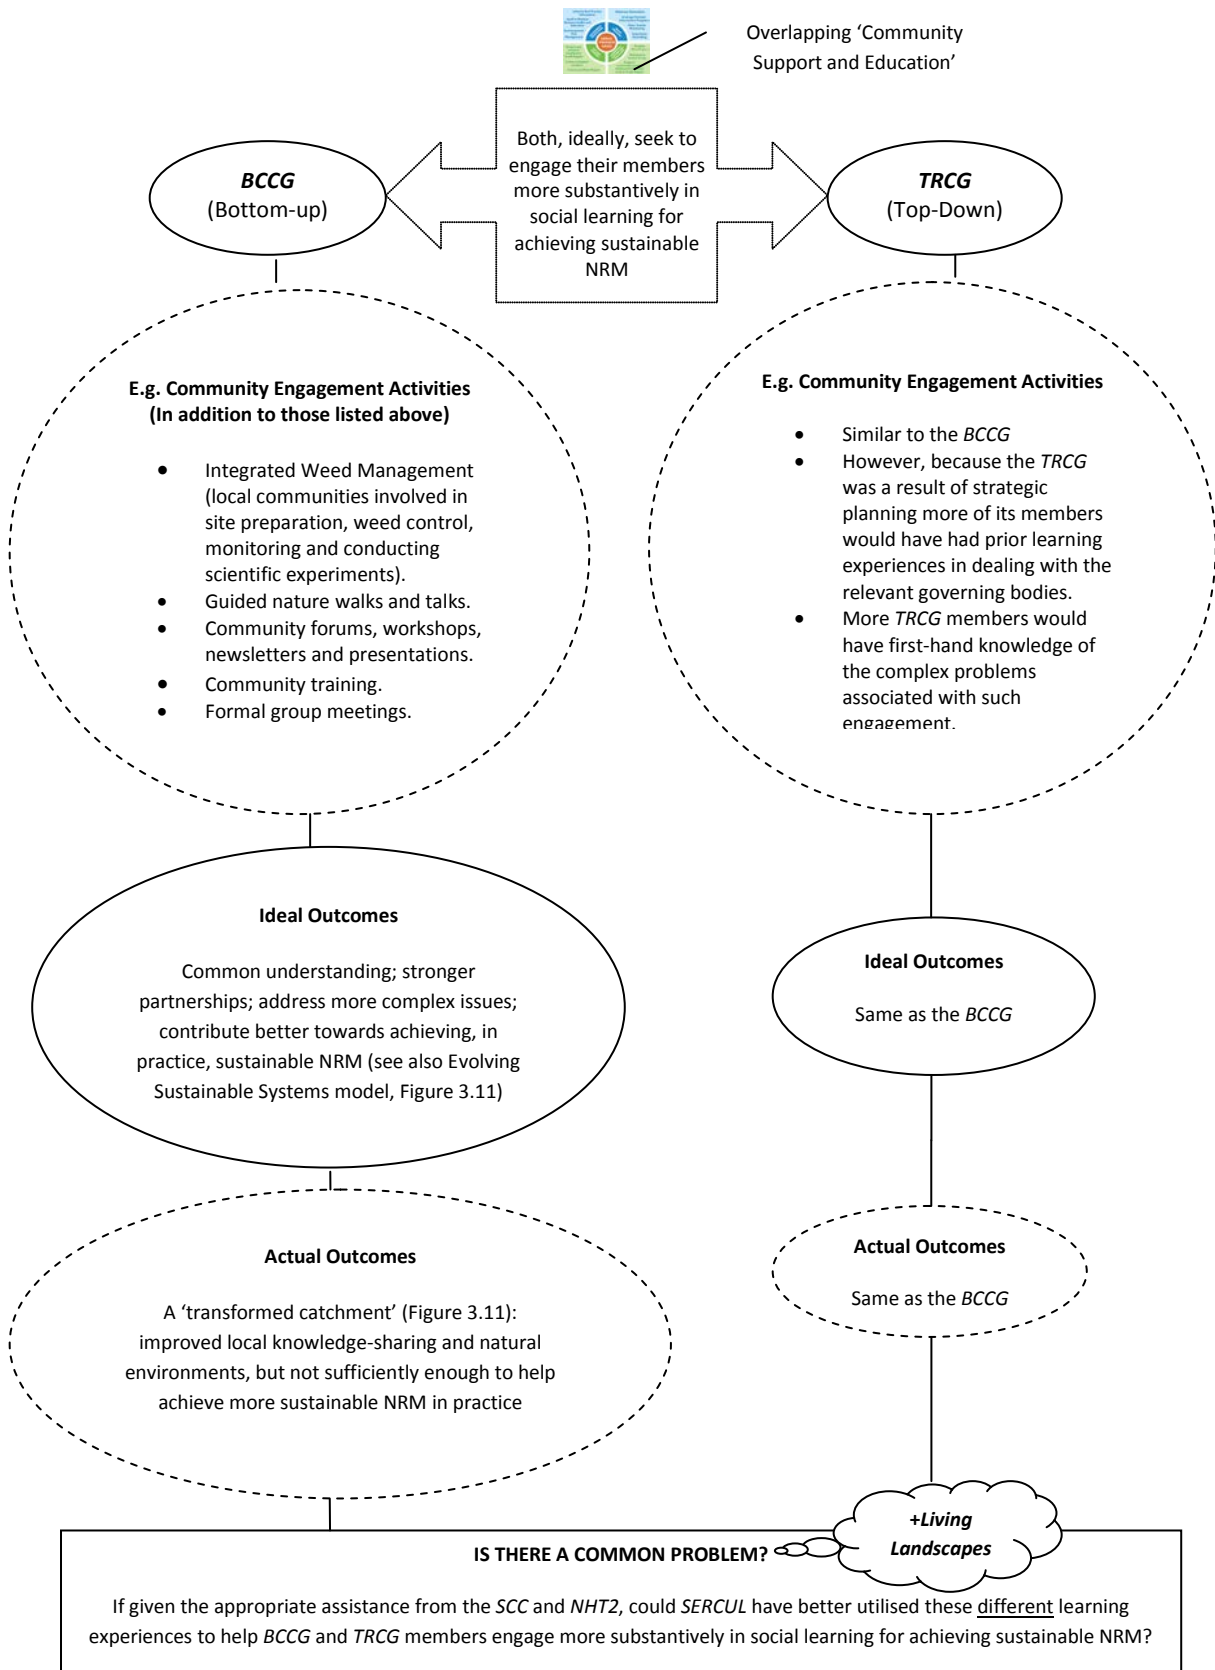 Overlapping ‘Community
Support and Education’
Both, ideally, seek to
engage their members
more substantively in
social learning for
achieving sustainable
NRM
BCCG
(Bottom-up)
TRCG
(Top-Down)
E.g. Community Engagement Activities
(In addition to those listed above)
• Integrated Weed Management
(local communities involved in
site preparation, weed control,
monitoring and conducting
scientific experiments).
• Guided nature walks and talks.
• Community forums, workshops,
newsletters and presentations.
• Community training.
• Formal group meetings.
E.g. Community Engagement Activities
• Similar to the BCCG
• However, because the TRCG
was a result of strategic
planning more of its members
would have had prior learning
experiences in dealing with the
relevant governing bodies.
• More TRCG members would
have first-hand knowledge of
the complex problems
associated with such
engagement.
Ideal Outcomes
Common understanding; stronger
partnerships; address more complex issues;
contribute better towards achieving, in
practice, sustainable NRM (see also Evolving
Sustainable Systems model, Figure 3.11)
Ideal Outcomes
Same as the BCCG
Actual Outcomes
A ‘transformed catchment’ (Figure 3.11):
improved local knowledge-sharing and natural
environments, but not sufficiently enough to help
achieve more sustainable NRM in practice
Actual Outcomes
Same as the BCCG
+Living
Landscapes
IS THERE A COMMON PROBLEM?
If given the appropriate assistance from the SCC and NHT2, could SERCUL have better utilised these different learning
experiences to help BCCG and TRCG members engage more substantively in social learning for achieving sustainable NRM?